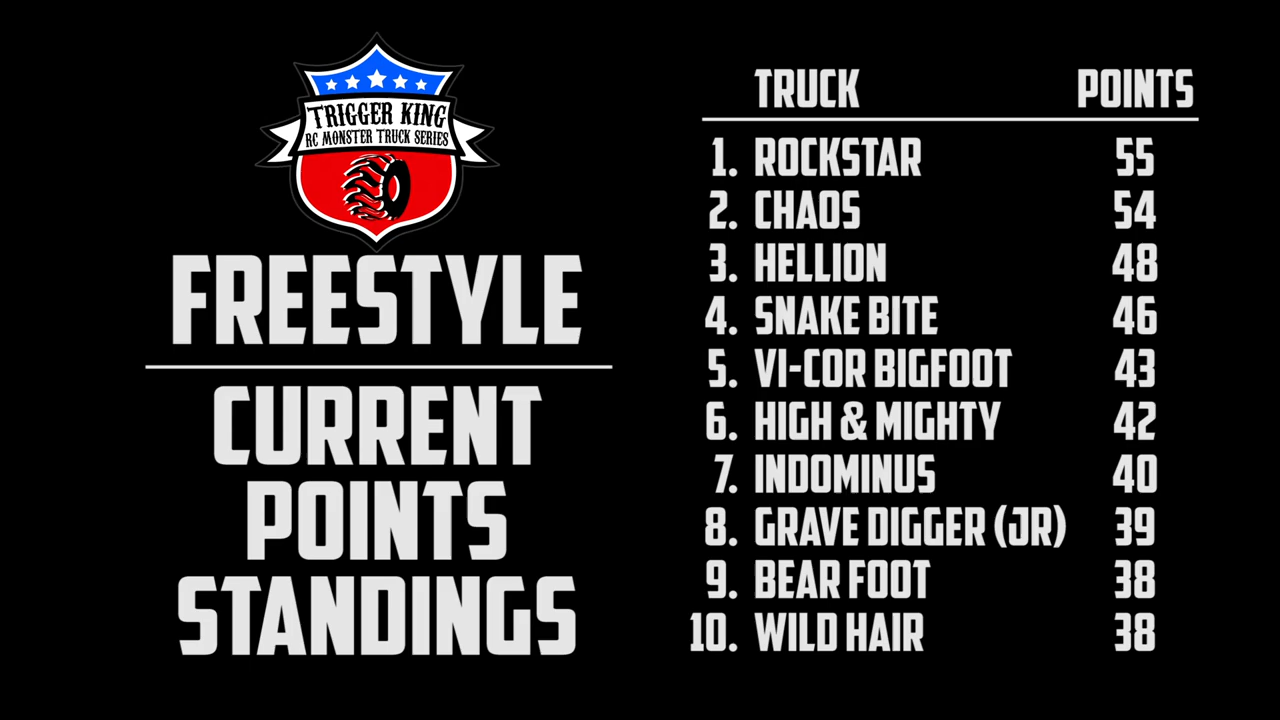 TRIGGER KING
RC MONSTER TRUCK SERIES
FREESTYLE
CURRENT
POINTS
STANDINGS
TRUCK POINTS
1. ROCKSTAR 55
2. CHAOS 54
3. HELLION 48
4. SNAKE BITE 46
5. VI-COR BIGFOOT 43
6. HIGH & MIGHTY 42
7. INDOMINUS 40
8. GRAVE DIGGER (JR) 39
9. BEAR FOOT 38
10. WILD HAIR 38